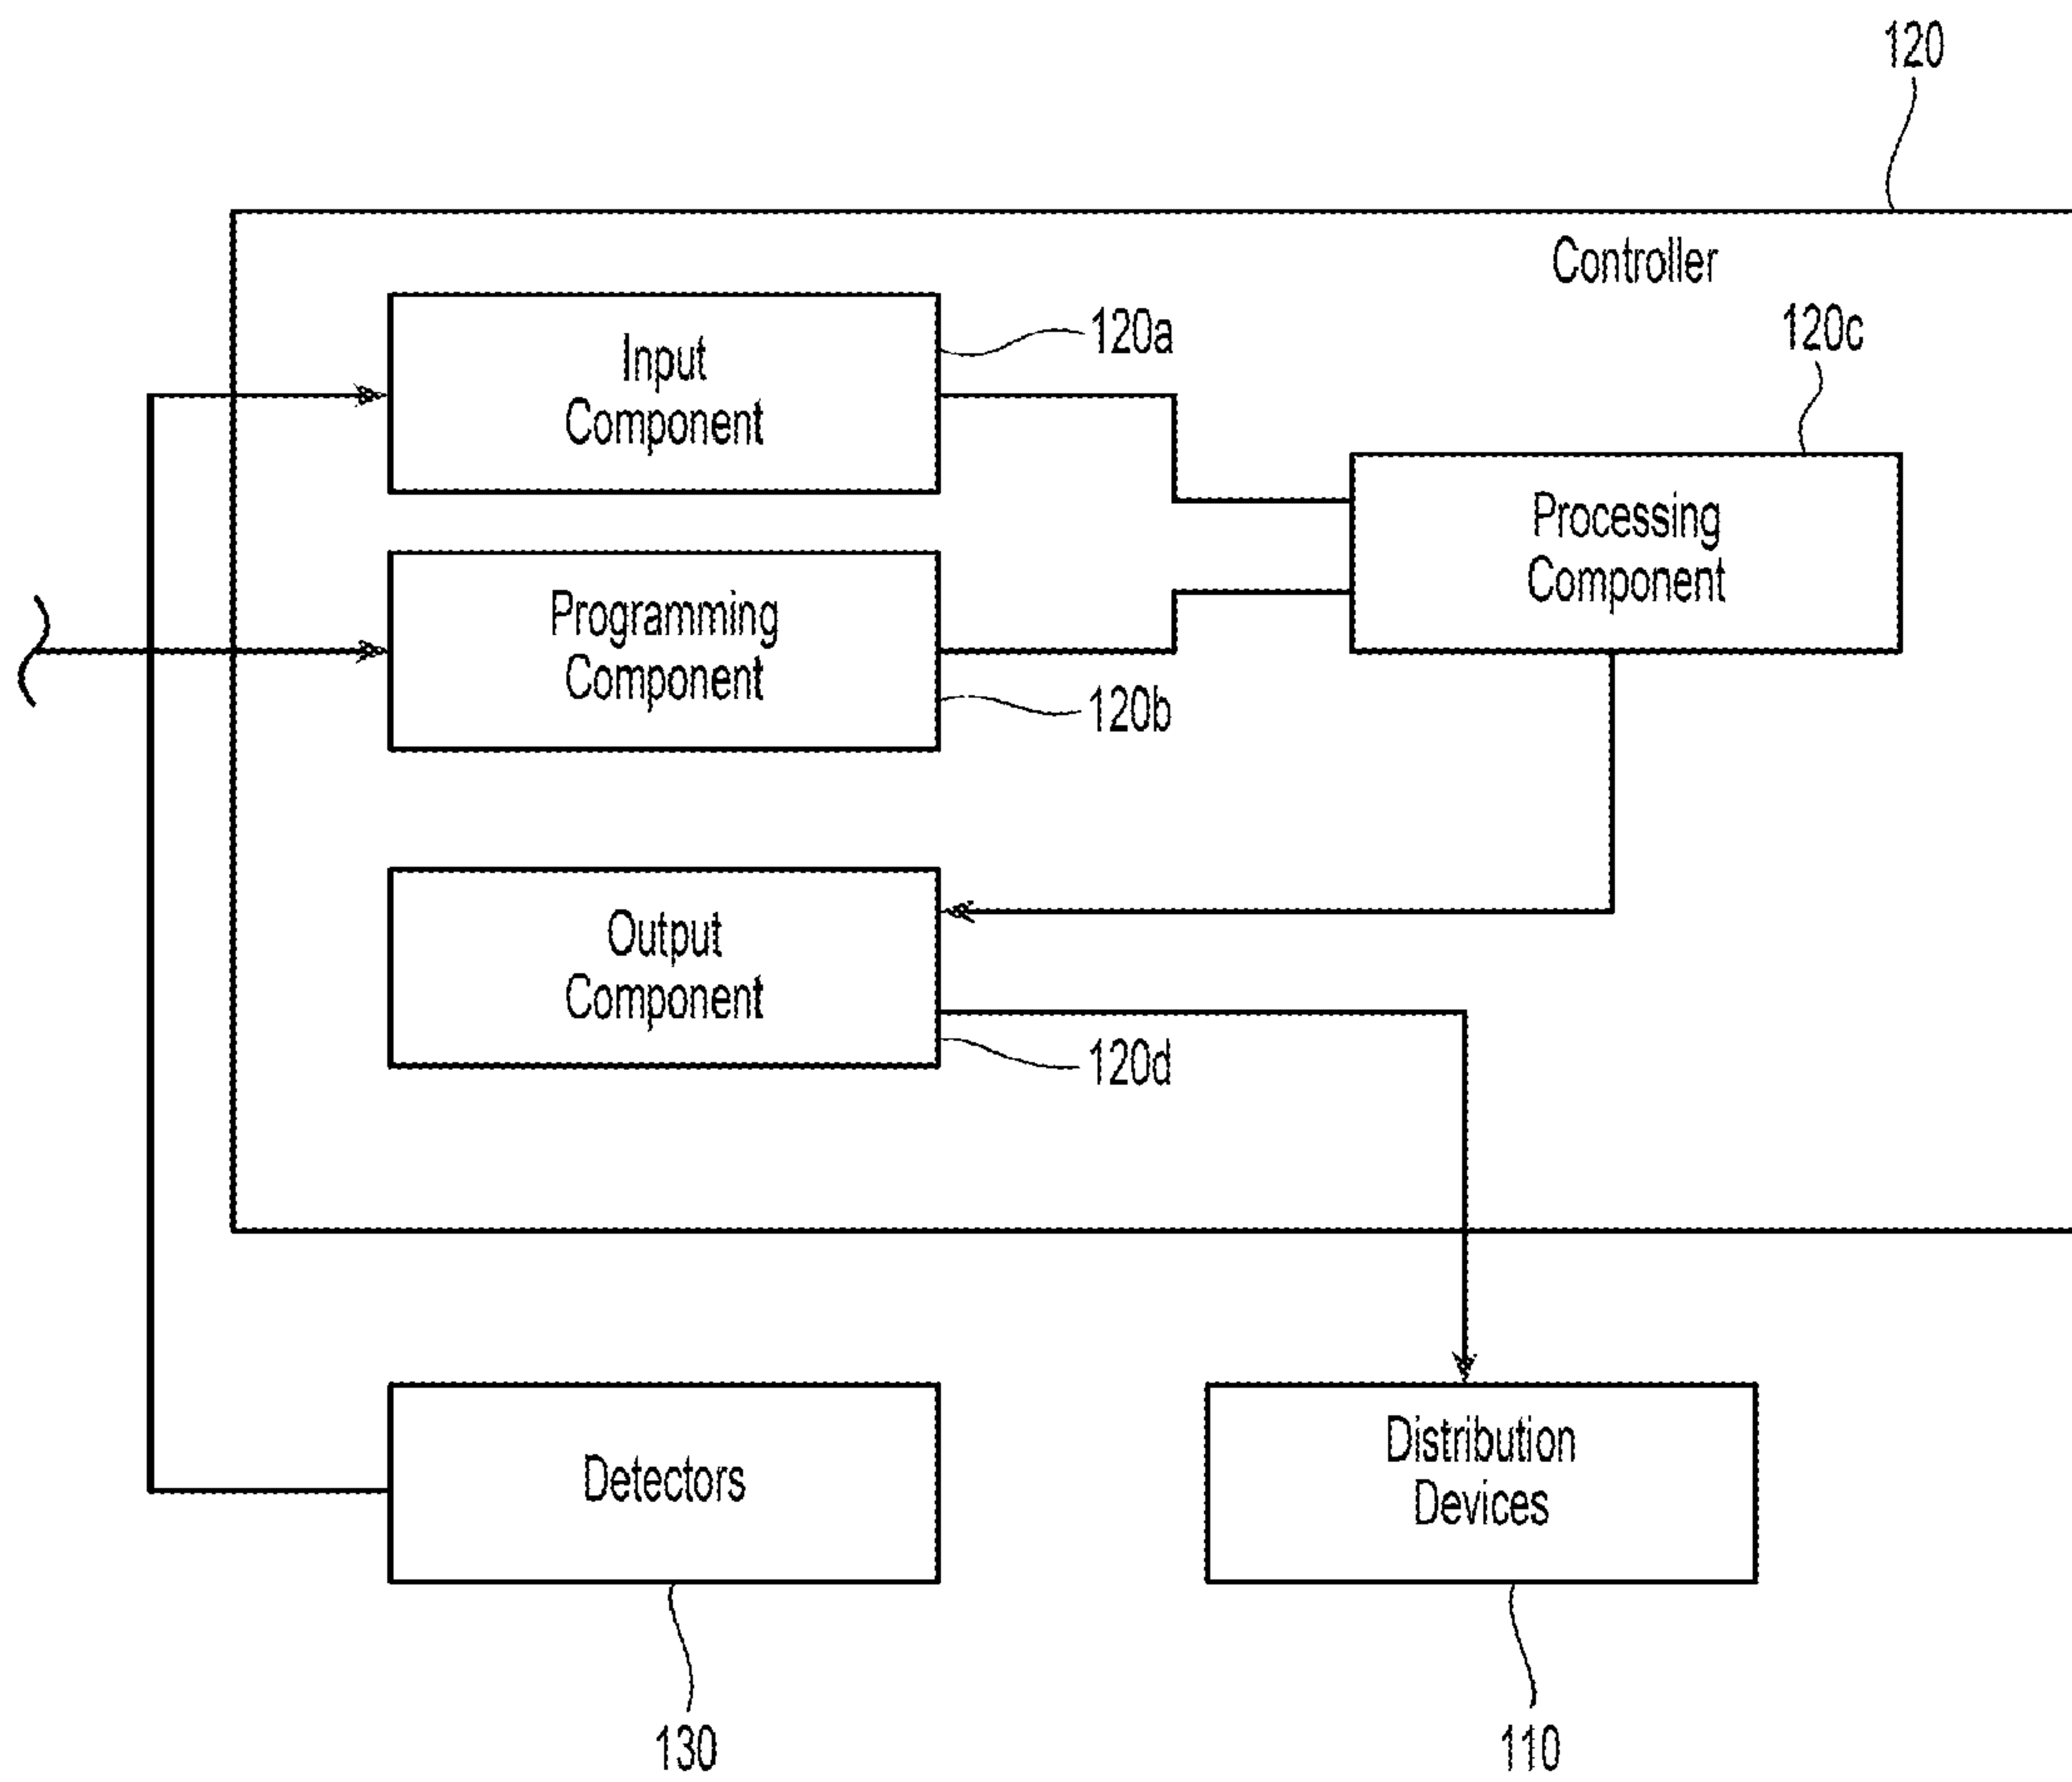 120
Controller
Input
Component
120a
120c
Processing
Component
Programming
Component
120b
Output
Component
120d
Detectors
Distribution
Devices
130
110